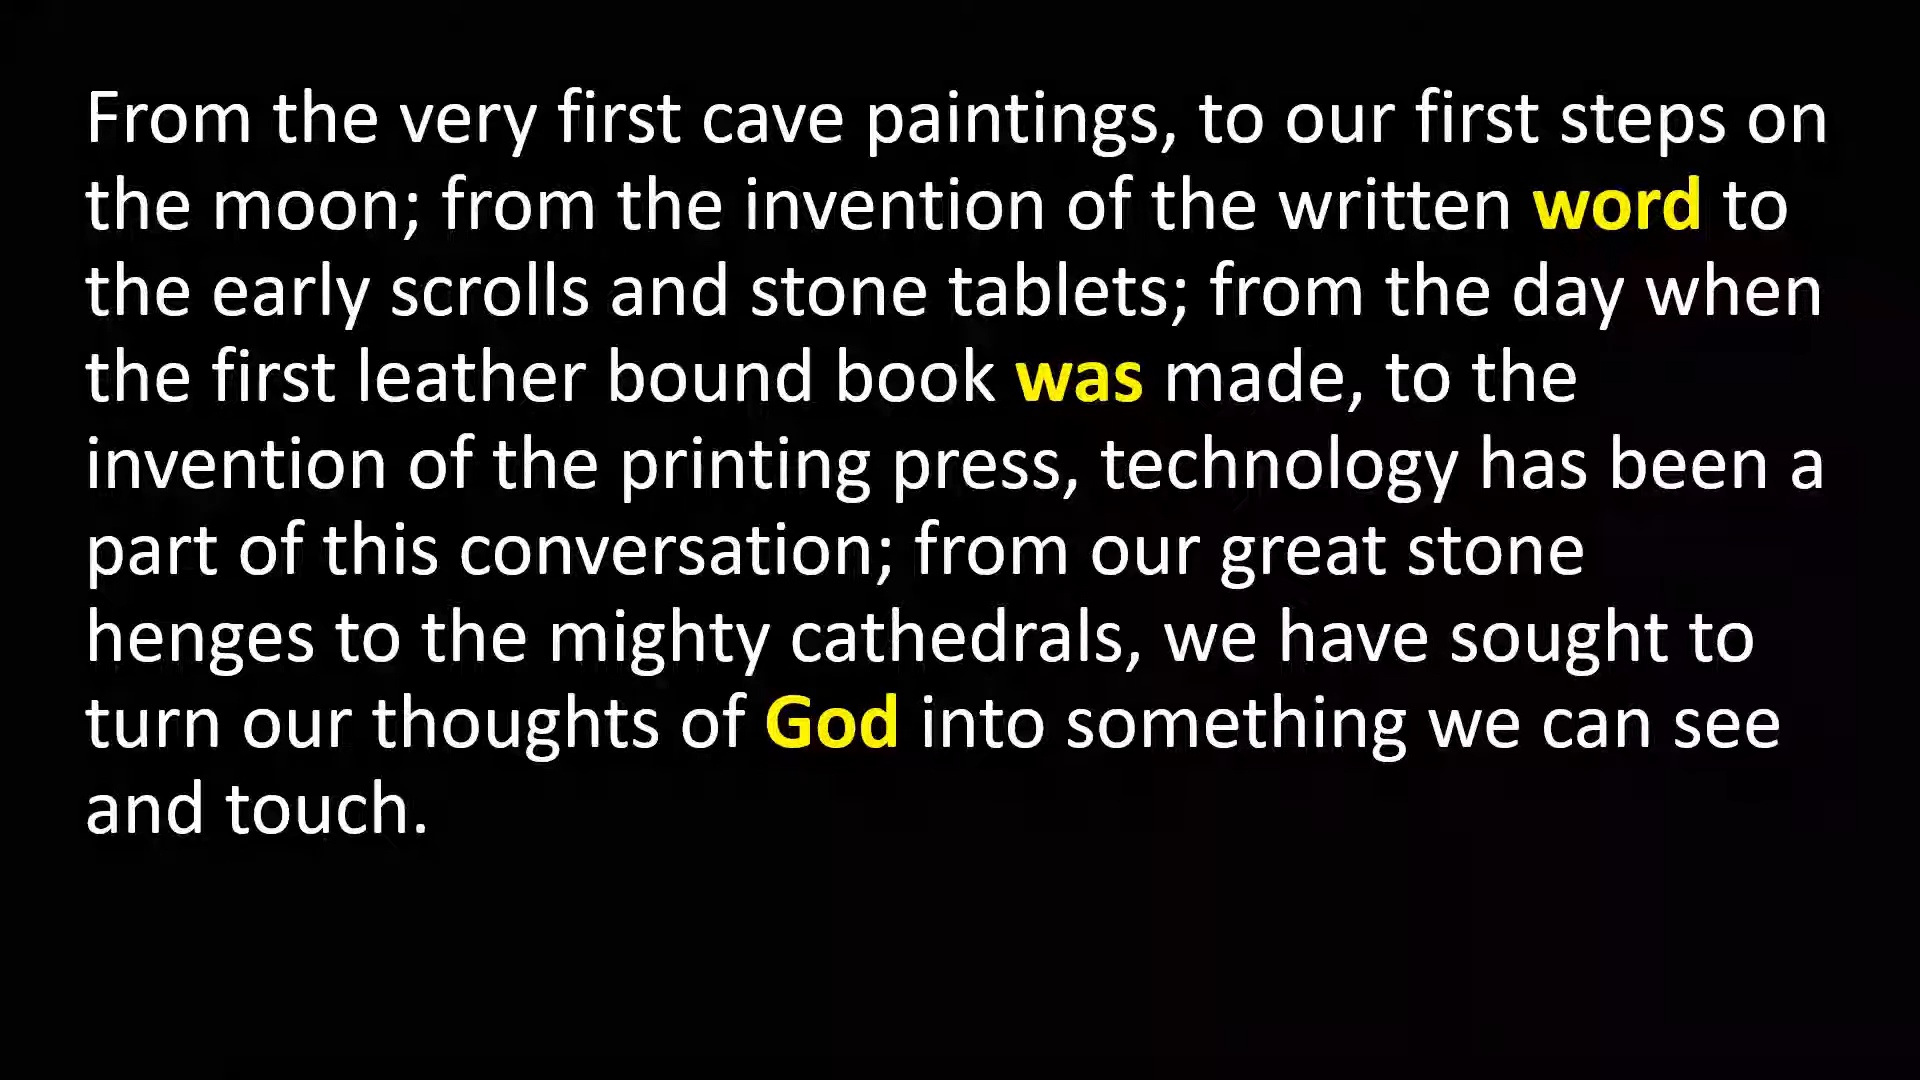 From the very first cave paintings, to our first steps on
the moon; from the invention of the written word to
the early scrolls and stone tablets; from the day when
the first leather bound book was made, to the
invention of the printing press, technology has been a
part of this conversation; from our great stone
henges to the mighty cathedrals, we have sought to
turn our thoughts of God into something we can see
and touch.